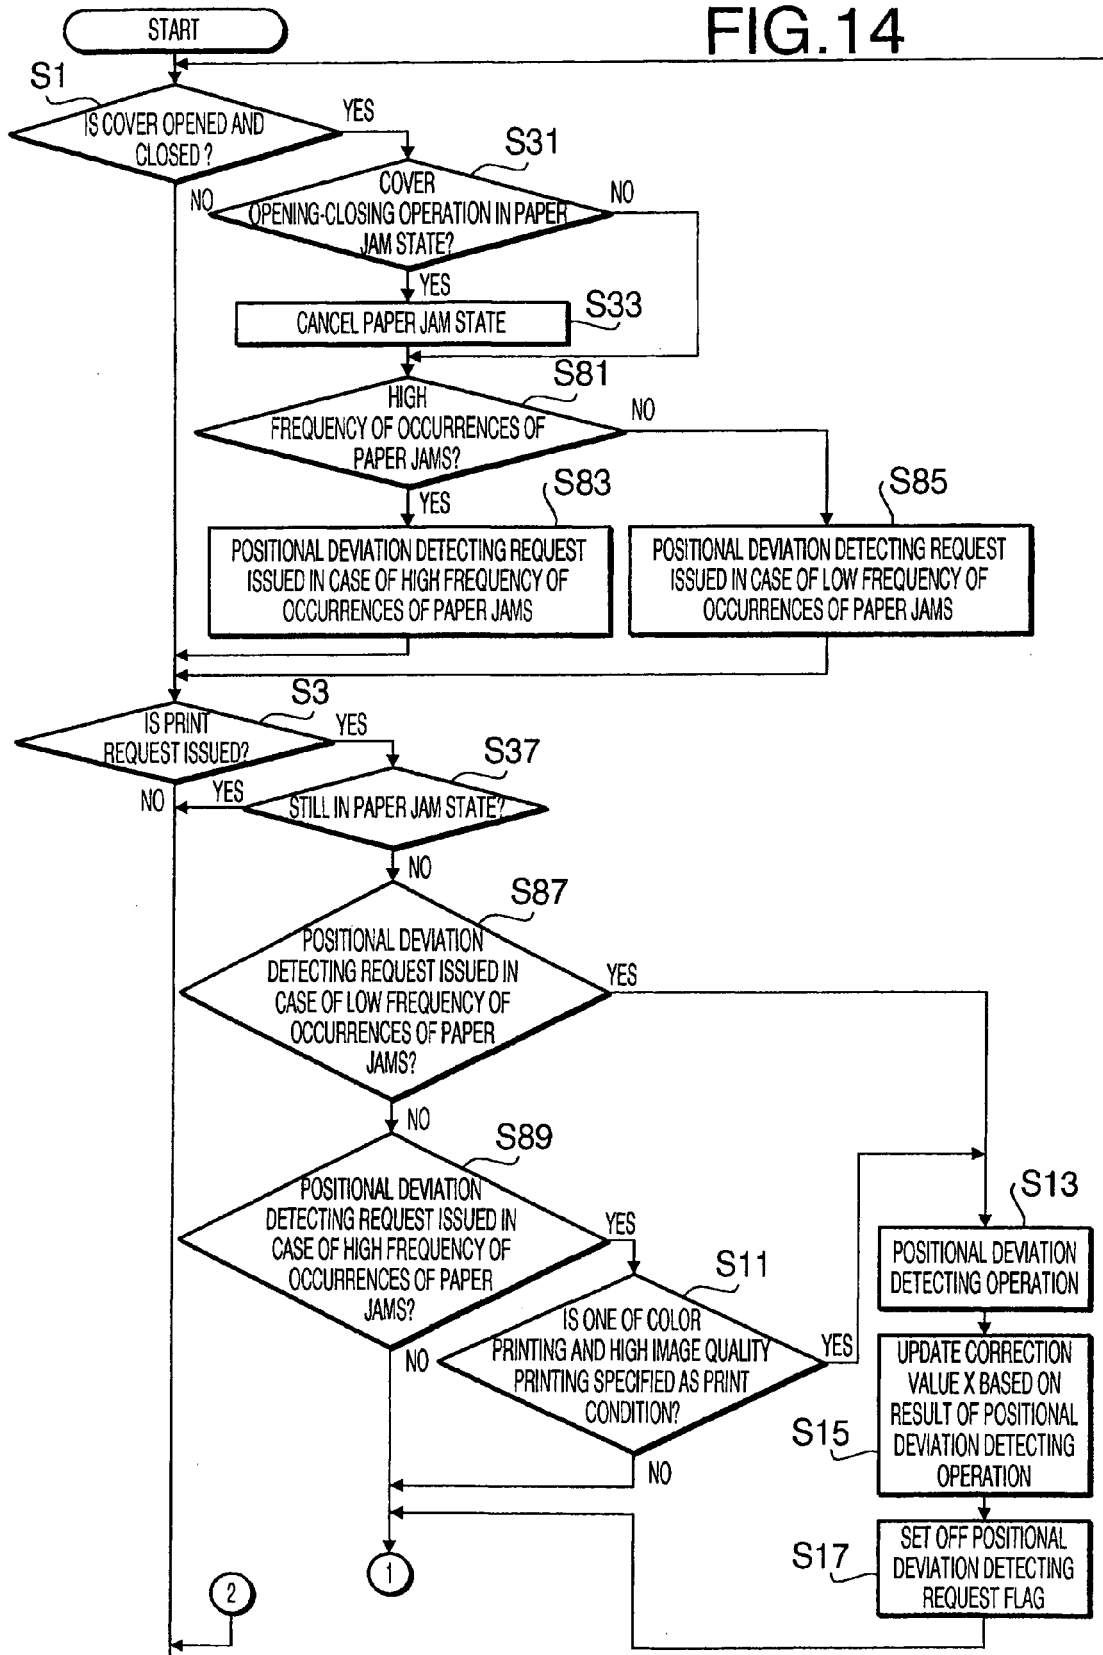 FIG.14
START
S1
IS COVER OPENED AND
CLOSED ?
YES
NO
S31
COVER
OPENING-CLOSING OPERATION IN PAPER
JAM STATE?
NO
YES
S33
CANCEL PAPER JAM STATE
S81
HIGH
FREQUENCY OF OCCURRENCES OF
PAPER JAMS?
NO
YES
S83
POSITIONAL DEVIATION DETECTING REQUEST
ISSUED IN CASE OF HIGH FREQUENCY OF
OCCURRENCES OF PAPER JAMS
S85
POSITIONAL DEVIATION DETECTING REQUEST
ISSUED IN CASE OF LOW FREQUENCY OF
OCCURRENCES OF PAPER JAMS
S3
IS PRINT
REQUEST ISSUED?
YES
NO
S37
STILL IN PAPER JAM STATE?
YES
NO
S87
POSITIONAL DEVIATION
DETECTING REQUEST ISSUED IN
CASE OF LOW FREQUENCY OF
OCCURRENCES OF PAPER
JAMS?
YES
NO
S89
POSITIONAL DEVIATION
DETECTING REQUEST ISSUED IN
CASE OF HIGH FREQUENCY OF
OCCURRENCES OF PAPER
JAMS?
YES
NO
S11
IS ONE OF COLOR
PRINTING AND HIGH IMAGE QUALITY
PRINTING SPECIFIED AS PRINT
CONDITION?
YES
NO
S13
POSITIONAL DEVIATION
DETECTING OPERATION
S15
UPDATE CORRECTION
VALUE X BASED ON
RESULT OF POSITIONAL
DEVIATION DETECTING
OPERATION
S17
SET OFF POSITIONAL
DEVIATION DETECTING
REQUEST FLAG
1
2